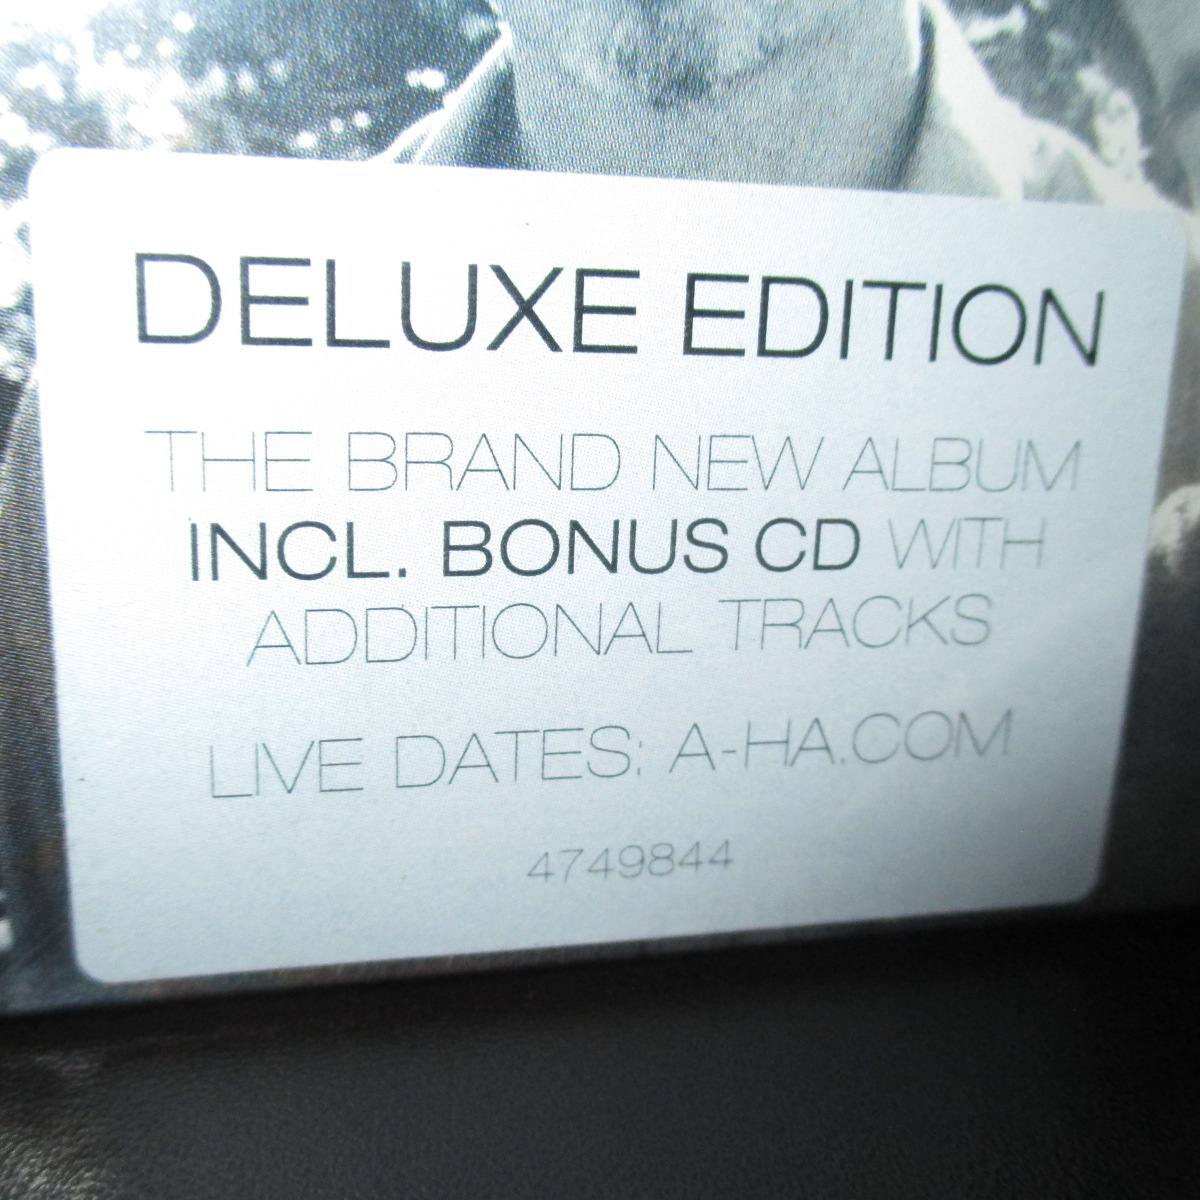 DELUXE EDITION
THE BRAND NEW ALBUM
INCL. BONUS CD WITH
ADDITIONAL TRACKS
LIVE DATES: A-HA.COM
4749844